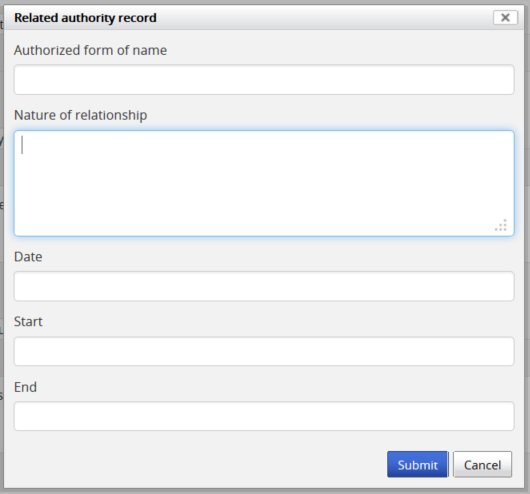 Related authority record
Authorized form of name
Nature of relationship
Date
Start
End
Submit
Cancel